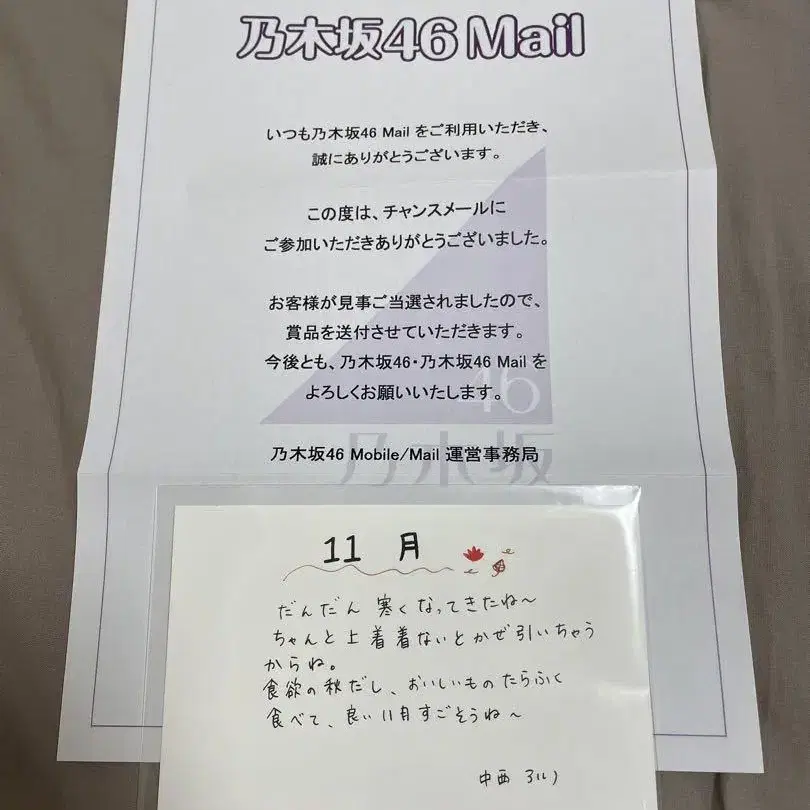 乃木坂46 Mail
いつも乃木坂46 Mail をご利用いただき、
誠にありがとうございます。
この度は、チャンスメールに
ご参加いただきありがとうございました。
お客様が見事ご当選されましたので、
賞品を送付させていただきます。
今後とも、乃木坂46・乃木坂46 Mail を
よろしくお願いいたします。
46
乃木坂
乃木坂46 Mobile/Mail 運営事務局
11 月
だんだん 寒くなってきたね〜
ちゃんと上着着ないとかぜ引いちゃう
からね。
食欲の秋だし、おいしいものたらふく
食べて、良い11月すごそうね〜
中西 アルノ